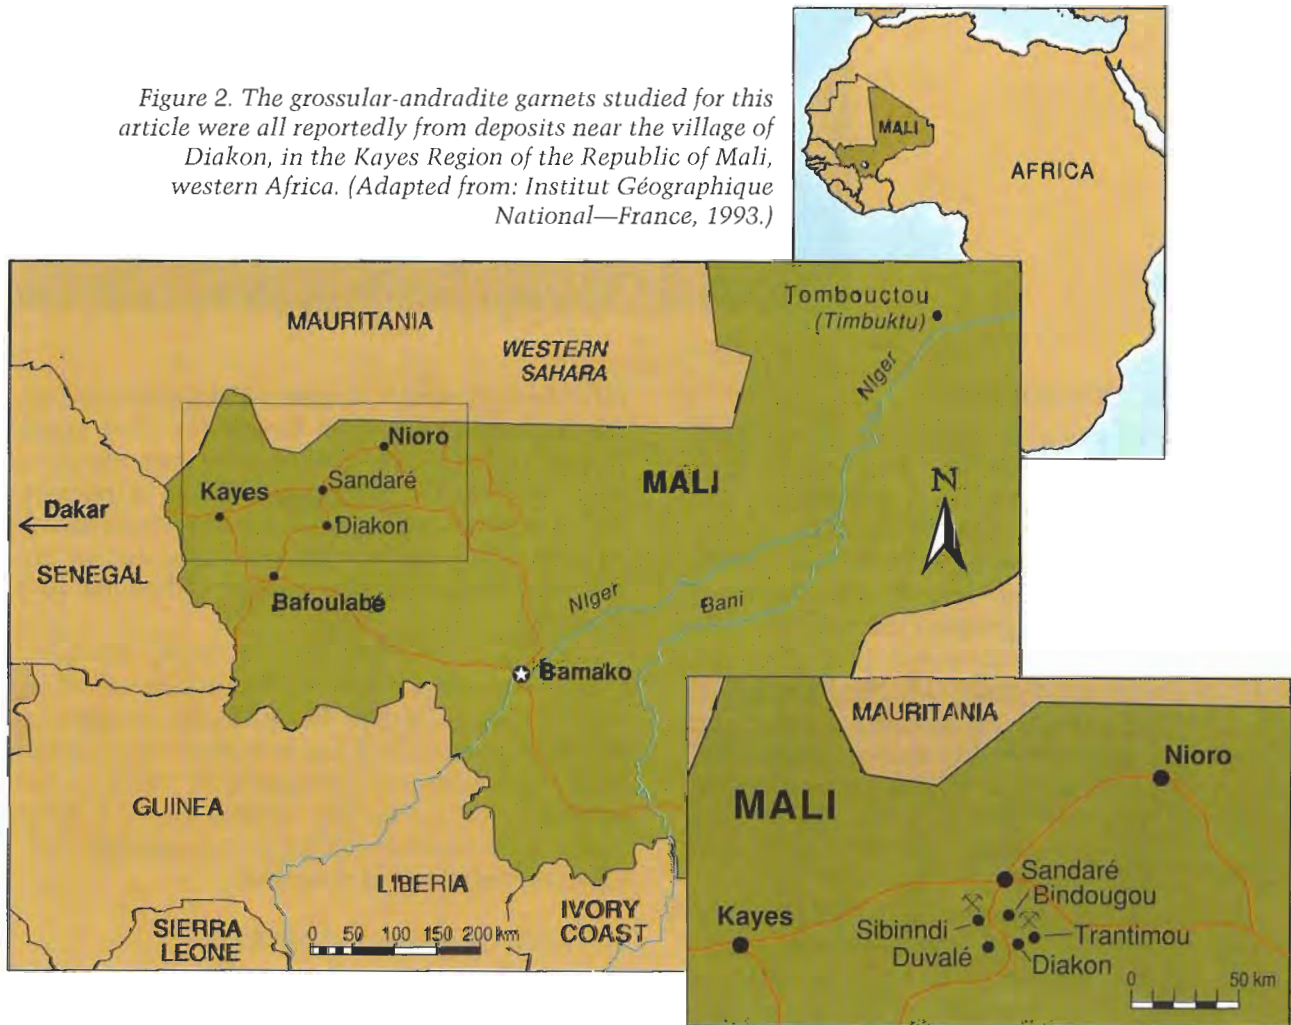 Figure 2. The grossular-andradite garnets studied for this
article were all reportedly from deposits near the village of
Diakon, in the Kayes Region of the Republic of Mali,
western Africa. (Adapted from: Institut Géographique
National—France, 1993.)
MALI
AFRICA
MAURITANIA
WESTERN
SAHARA
Tombouctou
(Timbuktu)
Niger
Nioro
Sandaré
Kayes
Diakon
MALI
N
Dakar
SENEGAL
Bafoulabé
Niger
Bani
Bamako
GUINEA
LIBERIA
SIERRA
LEONE
IVORY
COAST
0 50 100 150 200 km
MAURITANIA
Nioro
MALI
Sandaré
Bindougou
Kayes
Sibinndi
Trantimou
Duvalé
Diakon
0 50 km